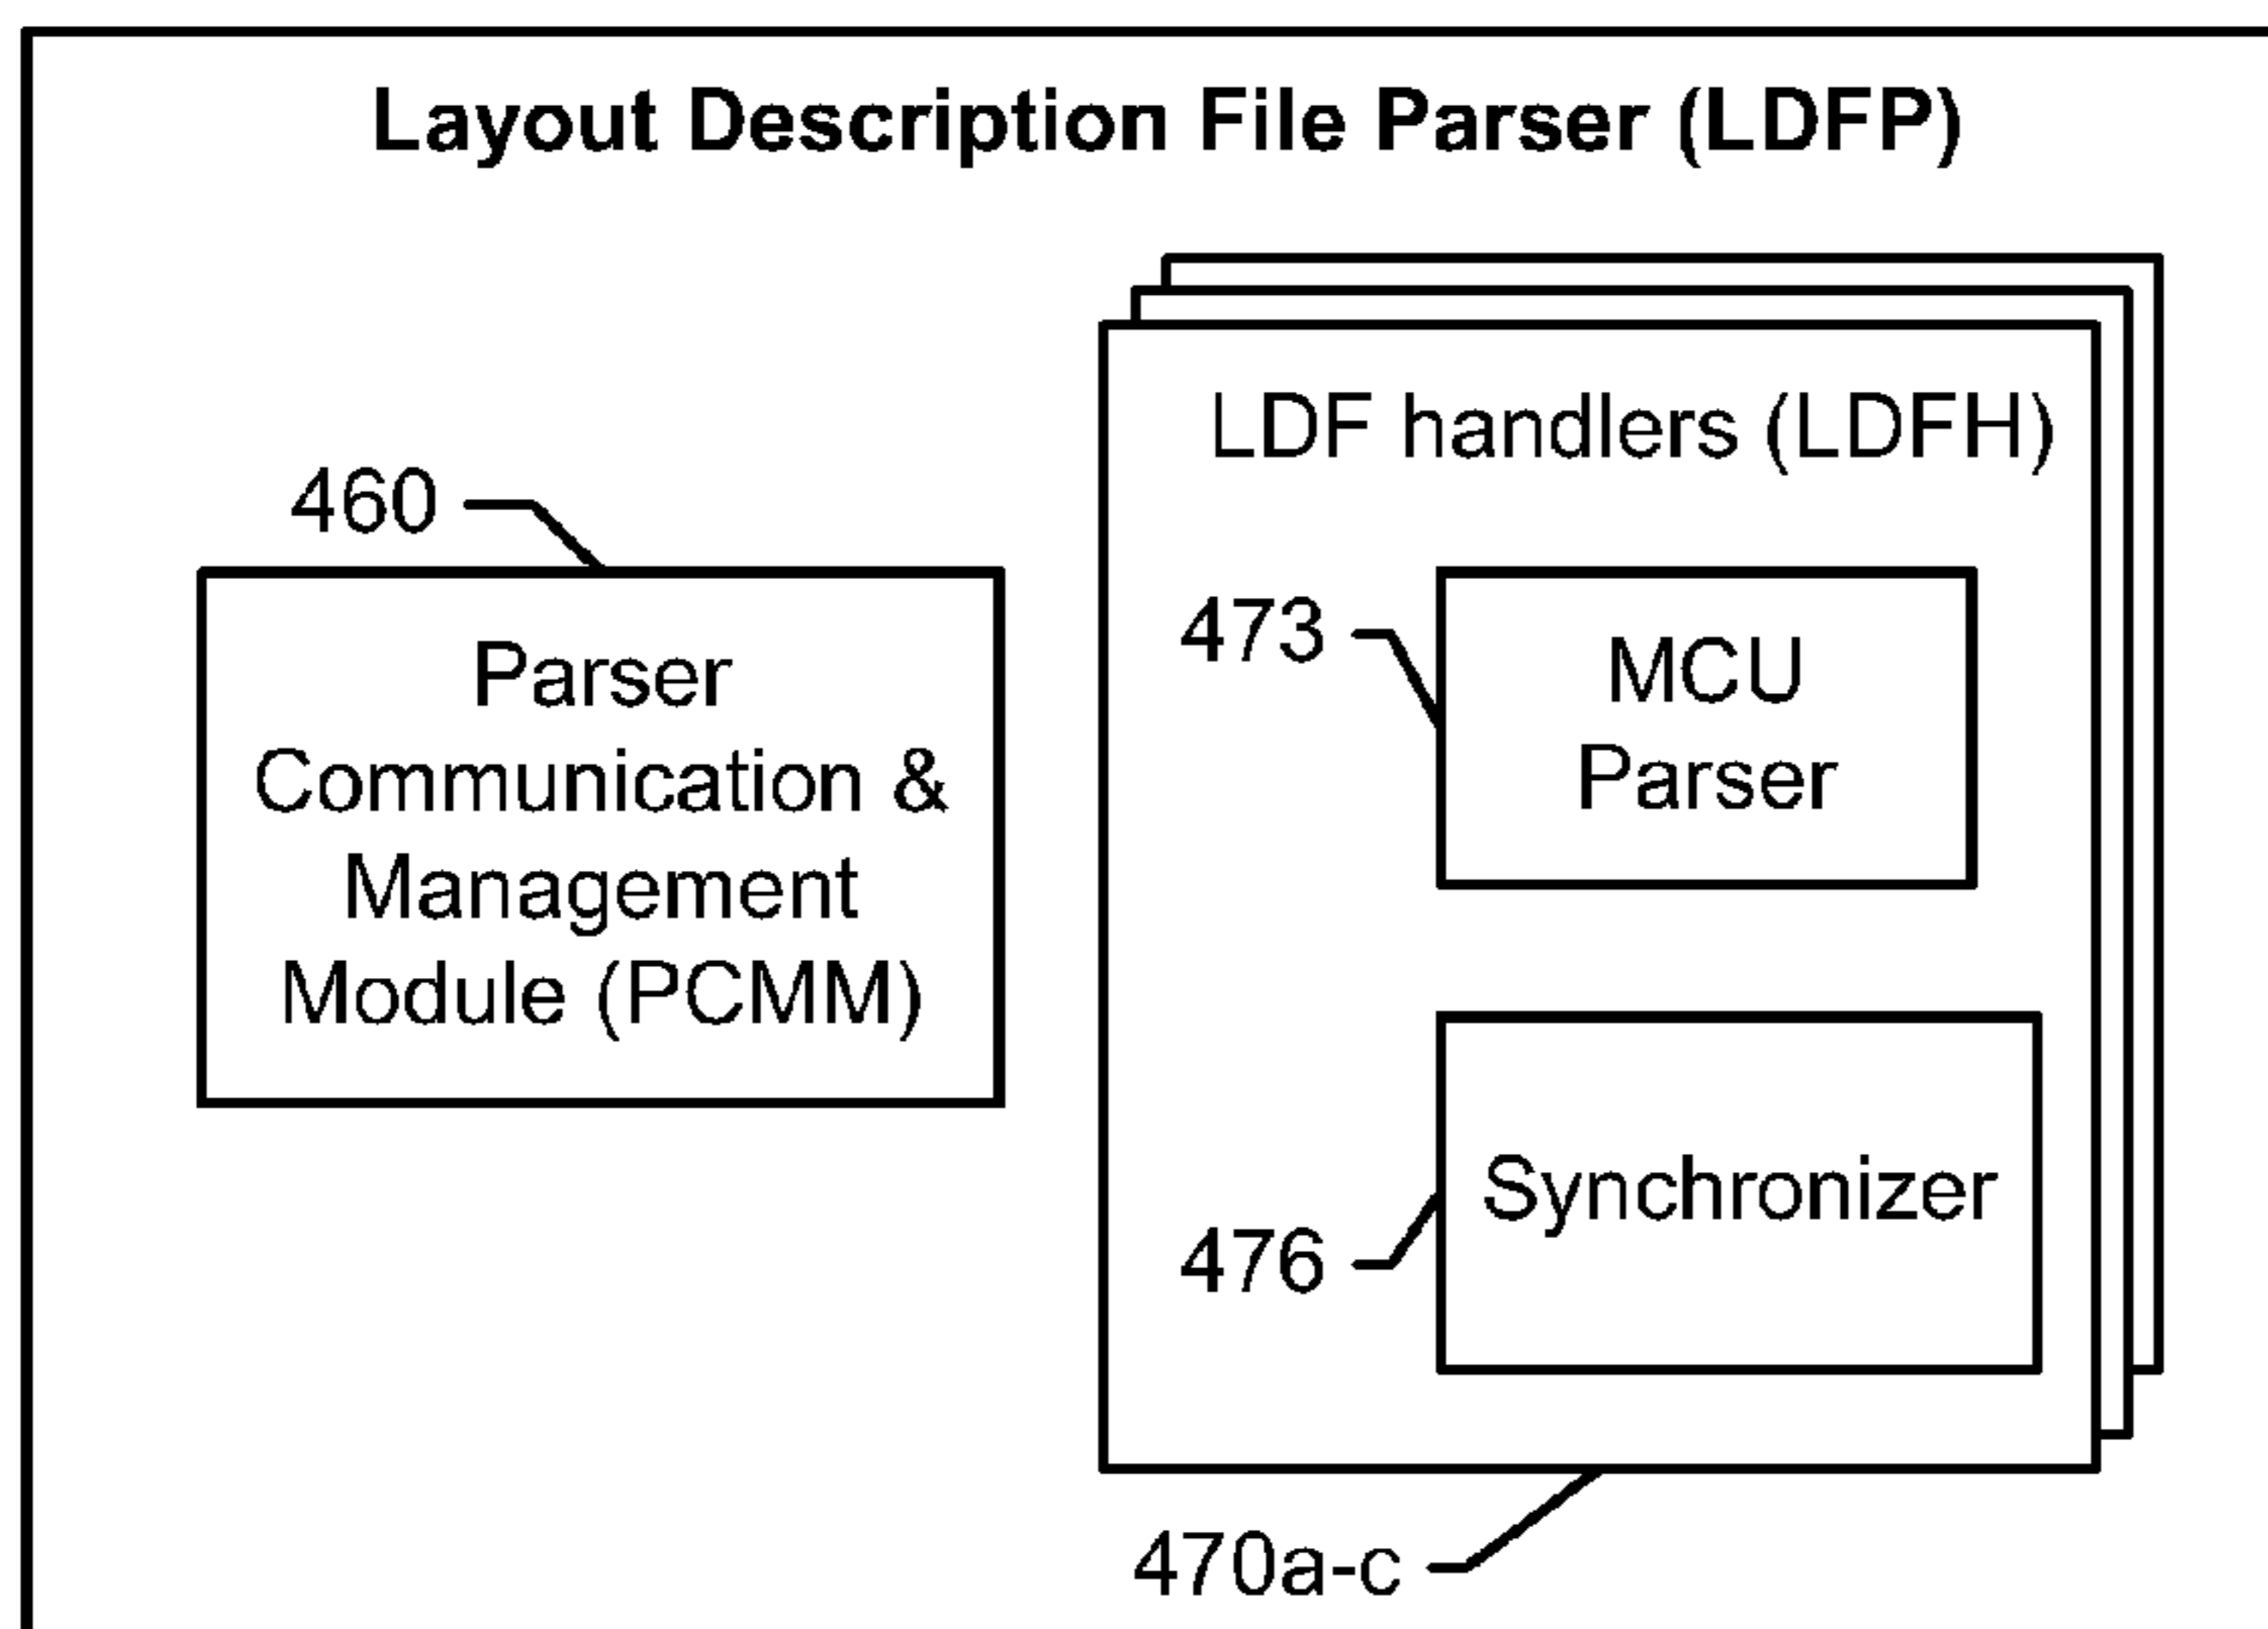 Layout Description File Parser (LDFP)
460
Parser
Communication &
Management
Module (PCMM)
LDF handlers (LDFH)
473
MCU
Parser
476
Synchronizer
470a-c